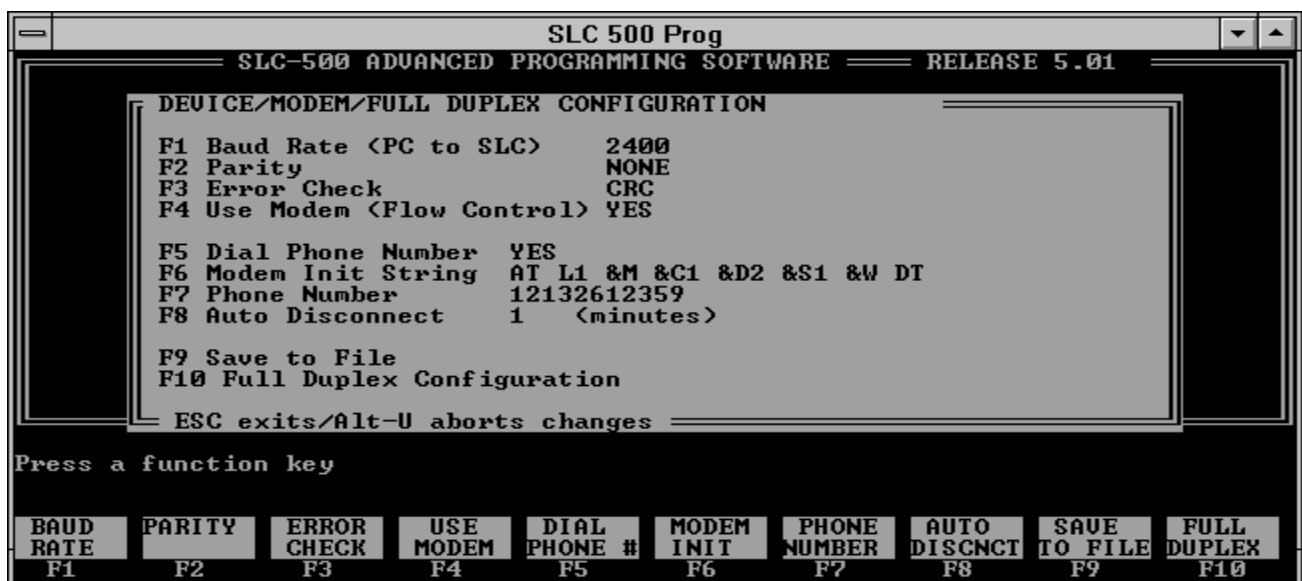 SLC 500 Prog
SLC-500 ADVANCED PROGRAMMING SOFTWARE RELEASE 5.01
DEVICE/MODEM/FULL DUPLEX CONFIGURATION
F1 Baud Rate (PC to SLC) 2400
F2 Parity NONE
F3 Error Check CRC
F4 Use Modem (Flow Control) YES
F5 Dial Phone Number YES
F6 Modem Init String AT L1 &M &C1 &D2 &S1 &W DT
F7 Phone Number 12132612359
F8 Auto Disconnect 1 (minutes)
F9 Save to File
F10 Full Duplex Configuration
ESC exits/Alt-U aborts changes
Press a function key
BAUD PARITY ERROR USE DIAL MODEM PHONE AUTO SAVE FULL
RATE CHECK MODEM PHONE # INIT NUMBER DISCNCT TO FILE DUPLEX
F1 F2 F3 F4 F5 F6 F7 F8 F9 F10